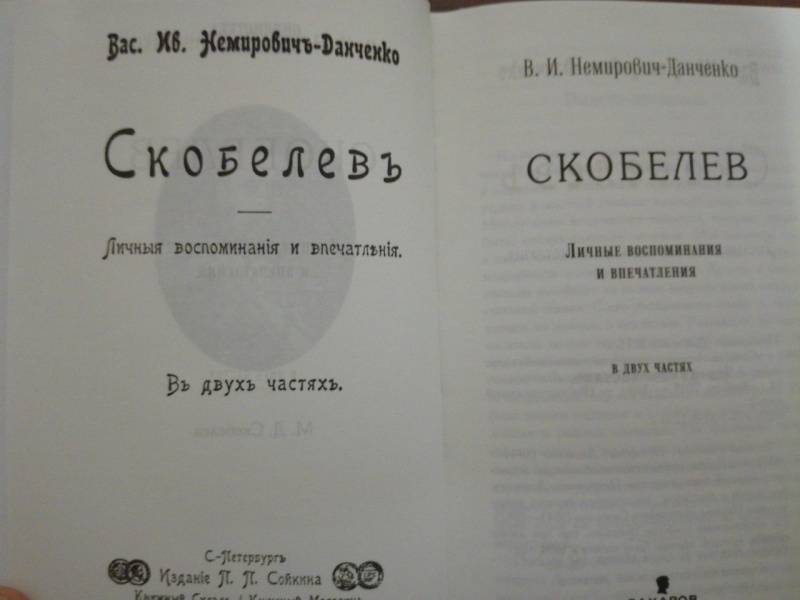 Вас. Ив. Немировичъ-Данченко
Скобелевъ
Личныя воспоминанія и впечатлѣнія.
Въ двухъ частяхъ.
С-Петербургъ
Изданіе П. П. Сойкина
В. И. Немирович-Данченко
СКОБЕЛЕВ
Личные воспоминания
и впечатления
в двух частях
М. Д. Скобелев